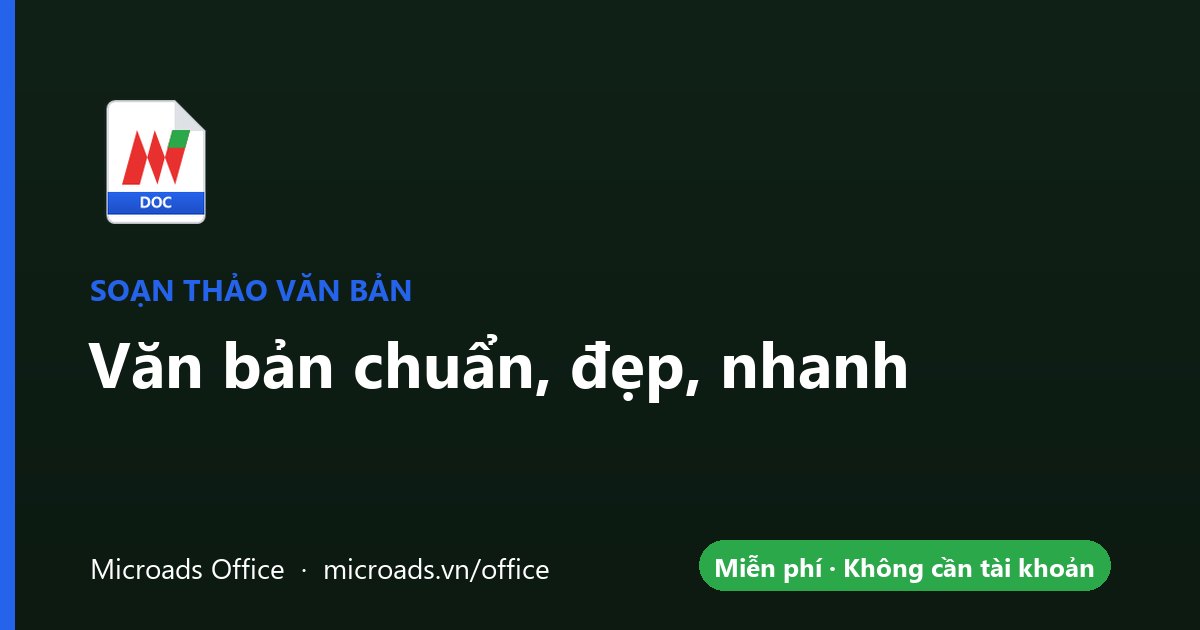 DOC
SOẠN THẢO VĂN BẢN
Văn bản chuẩn, đẹp, nhanh
Microads Office · microads.vn/office
Miễn phí · Không cần tài khoản